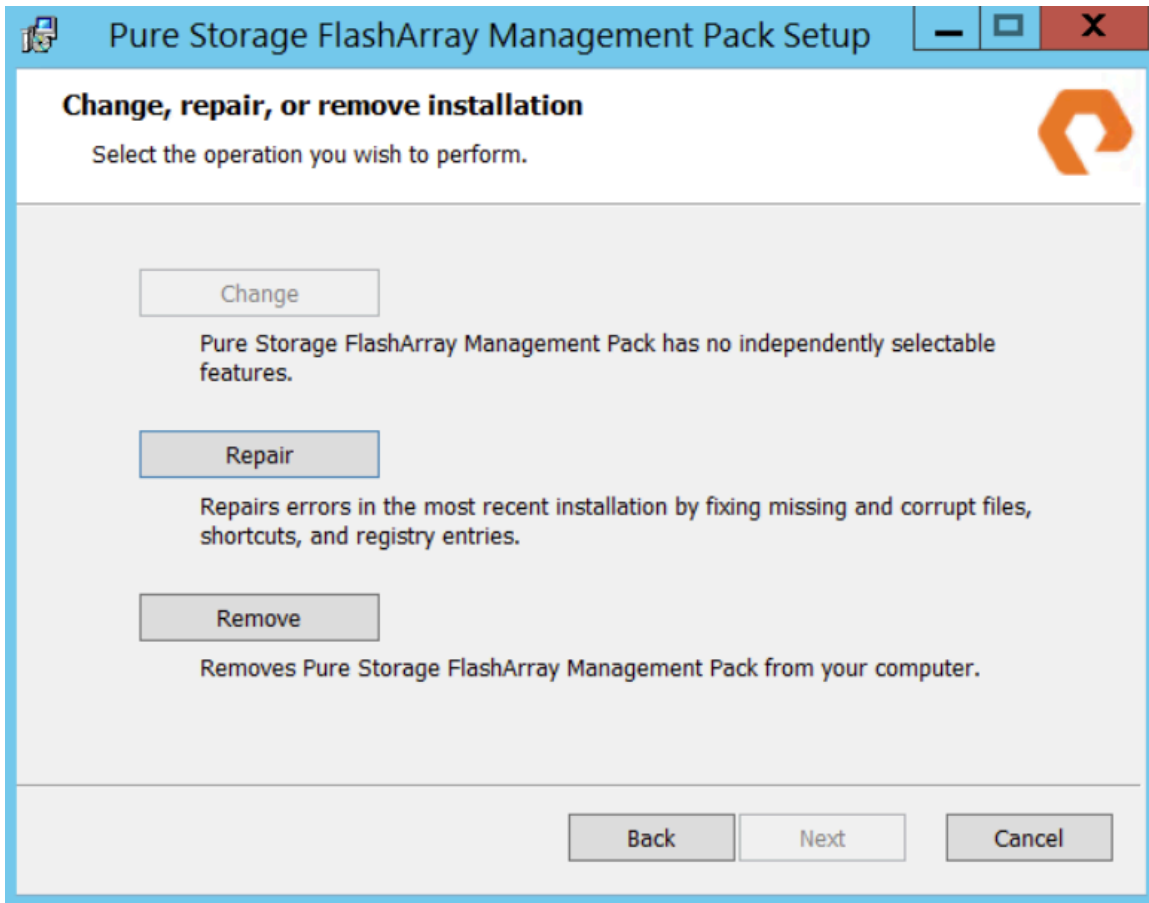 Pure Storage FlashArray Management Pack Setup
Change, repair, or remove installation
Select the operation you wish to perform.
Change
Pure Storage FlashArray Management Pack has no independently selectable
features.
Repair
Repairs errors in the most recent installation by fixing missing and corrupt files,
shortcuts, and registry entries.
Remove
Removes Pure Storage FlashArray Management Pack from your computer.
Back
Next
Cancel